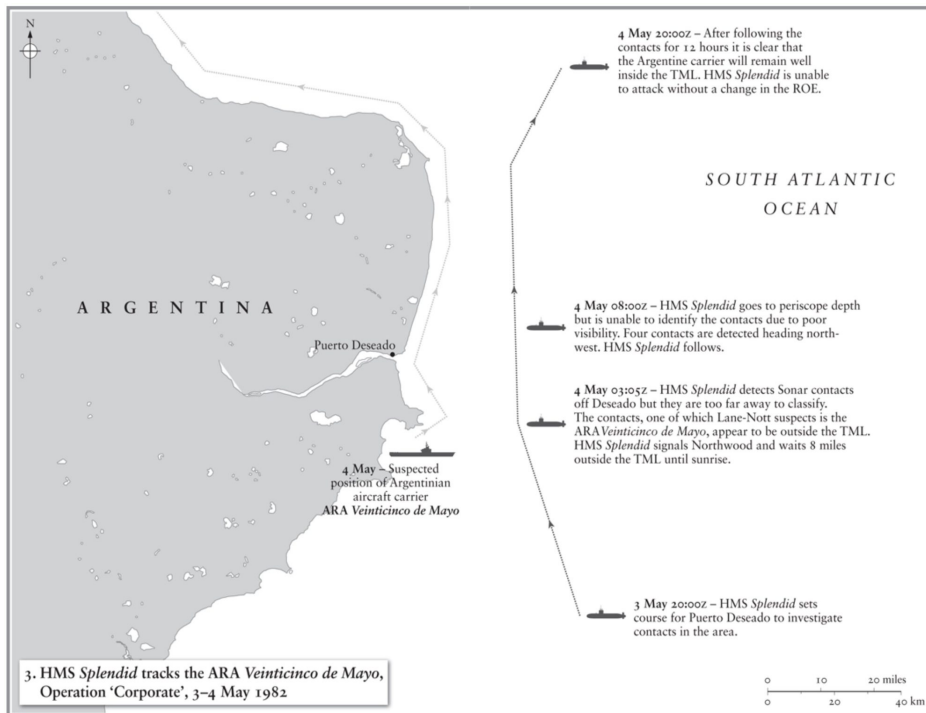 N
4 May 20:00z – After following the
contacts for 12 hours it is clear that
the Argentine carrier will remain well
inside the TML. HMS Splendid is unable
to attack without a change in the ROE.
SOUTH ATLANTIC
OCEAN
ARGENTINA
4 May 08:00z – HMS Splendid goes to periscope depth
but is unable to identify the contacts due to poor
visibility. Four contacts are detected heading north-
west. HMS Splendid follows.
Puerto Deseado
4 May 03:05z – HMS Splendid detects Sonar contacts
off Deseado but they are too far away to classify.
The contacts, one of which Lane-Nott suspects is the
ARA Veinticinco de Mayo, appear to be outside the TML.
HMS Splendid signals Northwood and waits 8 miles
outside the TML until sunrise.
4 May – Suspected
position of Argentinian
aircraft carrier
ARA Veinticinco de Mayo
3 May 20:00z – HMS Splendid sets
course for Puerto Deseado to investigate
contacts in the area.
3. HMS Splendid tracks the ARA Veinticinco de Mayo,
Operation ‘Corporate’, 3–4 May 1982
0 10 20 miles
0 20 40 km